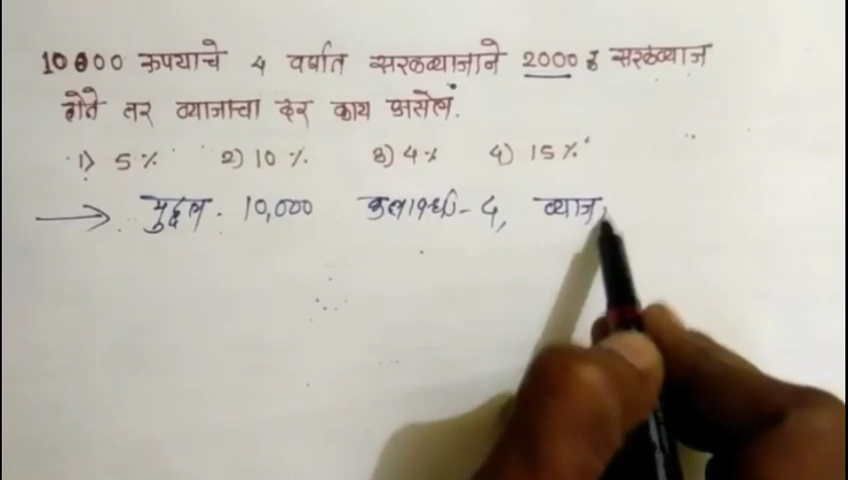 10000 रुपयाचे 4 वर्षात सरळव्याजाने 2000 रु सरळव्याज
होते तर व्याजाचा दर काय असेल.
1) 5% 2) 10 % 3) 4% 4) 15%
मुद्दल. 10,000 कालावधी - 4, व्याज